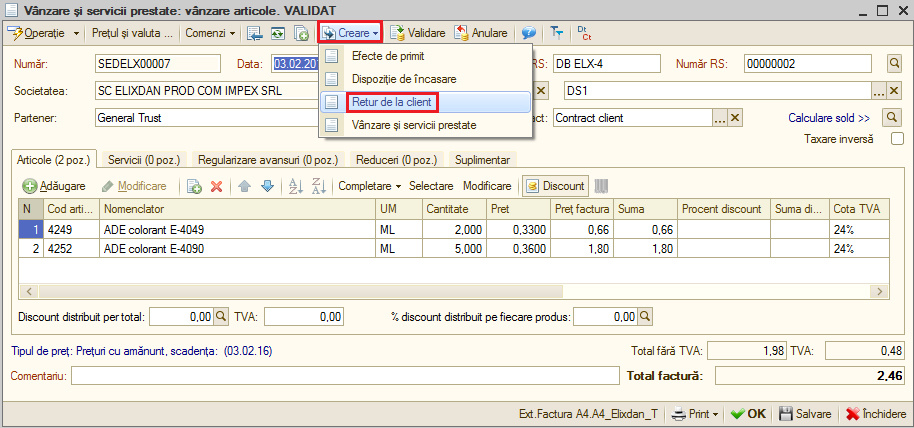 Vânzare și servicii prestate: vânzare articole. VALIDAT
Operație Prețul și valuta ... Comenzi Creare Validare Anulare Dt Ct
Efecte de primit
Dispoziție de încasare
Retur de la client
Vânzare și servicii prestate
Număr: SEDELX00007 Data: 03.02.20 RS: DB ELX-4 Număr RS: 00000002
Societatea: SC ELIXDAN PROD COM IMPEX SRL DS1
Partener: General Trust act: Contract client Calculare sold >>
Taxare inversă
Articole (2 poz.) Servicii (0 poz.) Regularizare avansuri (0 poz.) Reduceri (0 poz.) Suplimentar
Adăugare Modificare Completare Selectare Modificare Discount
N Cod arti... Nomenclator UM Cantitate Pret Preț factura Suma Procent discount Suma di... Cota TVA
1 4249 ADE colorant E-4049 ML 2,000 0,3300 0,66 0,66 24%
2 4252 ADE colorant E-4090 ML 5,000 0,3600 1,80 1,80 24%
Discount distribuit per total: 0,00 TVA: 0,00 % discount distribuit pe fiecare produs: 0,00
Tipul de preț: Prețuri cu amănunt, scadența: (03.02.16) Total fără TVA: 1,98 TVA: 0,48
Comentariu: Total factură: 2,46
Ext.Factura A4.A4_Elixdan_T Print OK Salvare Închidere